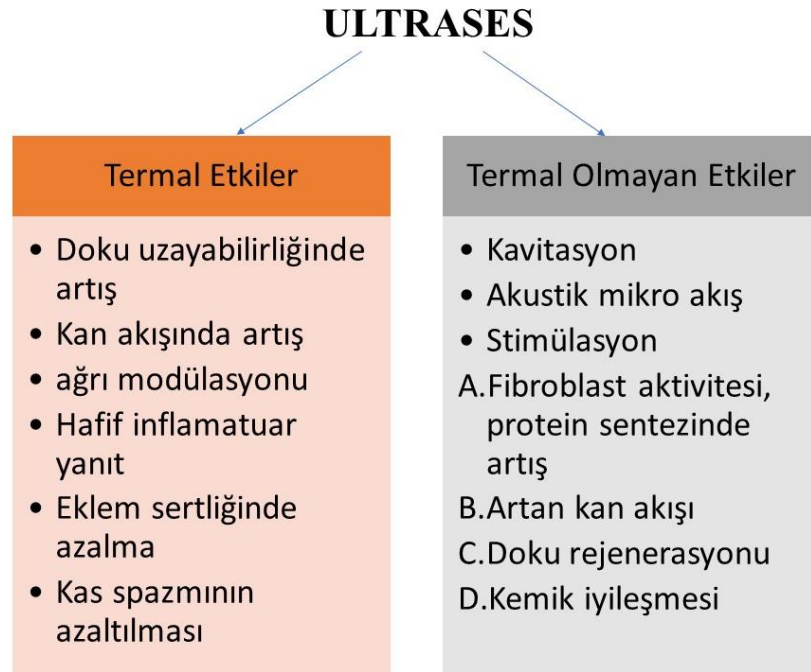 ULTRASES
Termal Etkiler
• Doku uzayabilirliğinde
artış
• Kan akışında artış
• ağrı modülasyonu
• Hafif inflamatuar
yanıt
• Eklem sertliğinde
azalma
• Kas spazmının
azaltılması
Termal Olmayan Etkiler
• Kavitasyon
• Akustik mikro akış
• Stimülasyon
A.Fibroblast aktivitesi,
protein sentezinde
artış
B.Artan kan akışı
C.Doku rejenerasyonu
D.Kemik iyileşmesi